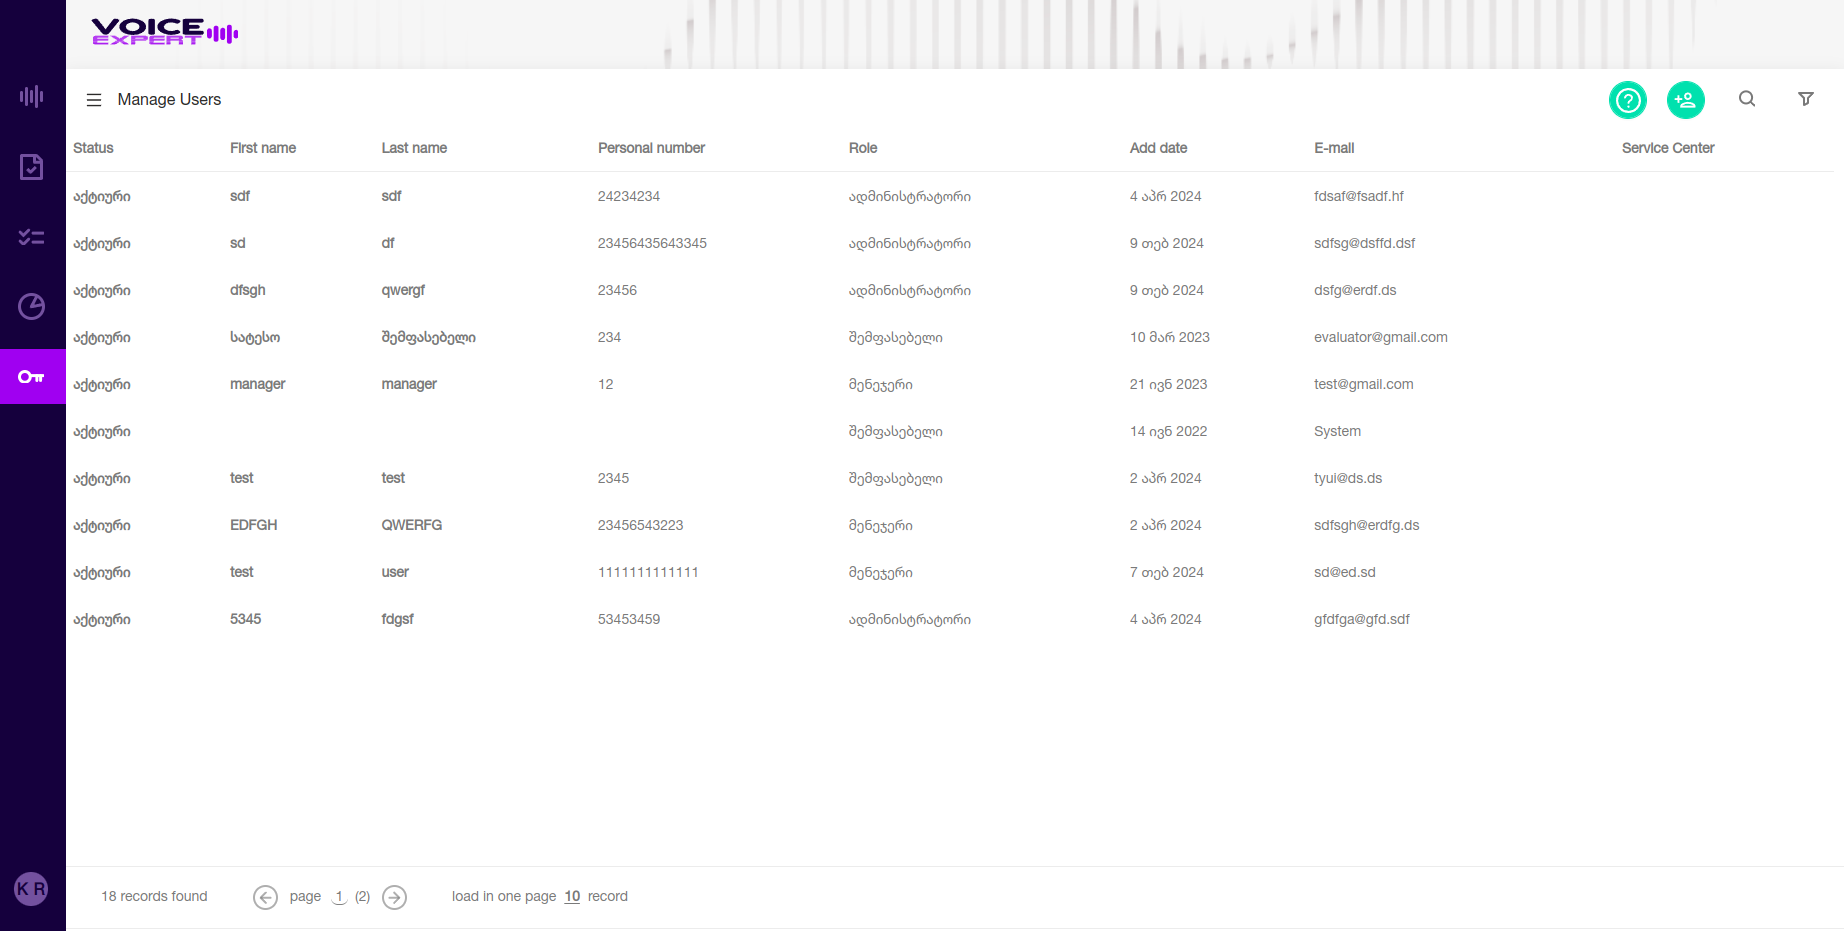 VOICE
EXPERT
Manage Users
Status First name Last name Personal number Role Add date E-mail Service Center
აქტიური sdf sdf 24234234 ადმინისტრატორი 4 აპრ 2024 fdsaf@fsadf.hf
აქტიური sd df 23456435643345 ადმინისტრატორი 9 თებ 2024 sdfsg@dsffd.dsf
აქტიური dfsgh qwergf 23456 ადმინისტრატორი 9 თებ 2024 dsfg@erdf.ds
აქტიური სატესო შემფასებელი 234 შემფასებელი 10 მარ 2023 evaluator@gmail.com
აქტიური manager manager 12 მენეჯერი 21 ივნ 2023 test@gmail.com
აქტიური შემფასებელი 14 ივნ 2022 System
აქტიური test test 2345 შემფასებელი 2 აპრ 2024 tyui@ds.ds
აქტიური EDFGH QWERFG 23456543223 მენეჯერი 2 აპრ 2024 sdfsgh@erdfg.ds
აქტიური test user 1111111111111 მენეჯერი 7 თებ 2024 sd@ed.sd
აქტიური 5345 fdgsf 53453459 ადმინისტრატორი 4 აპრ 2024 gfdfga@gfd.sdf
K R
18 records found page 1 (2) load in one page 10 record